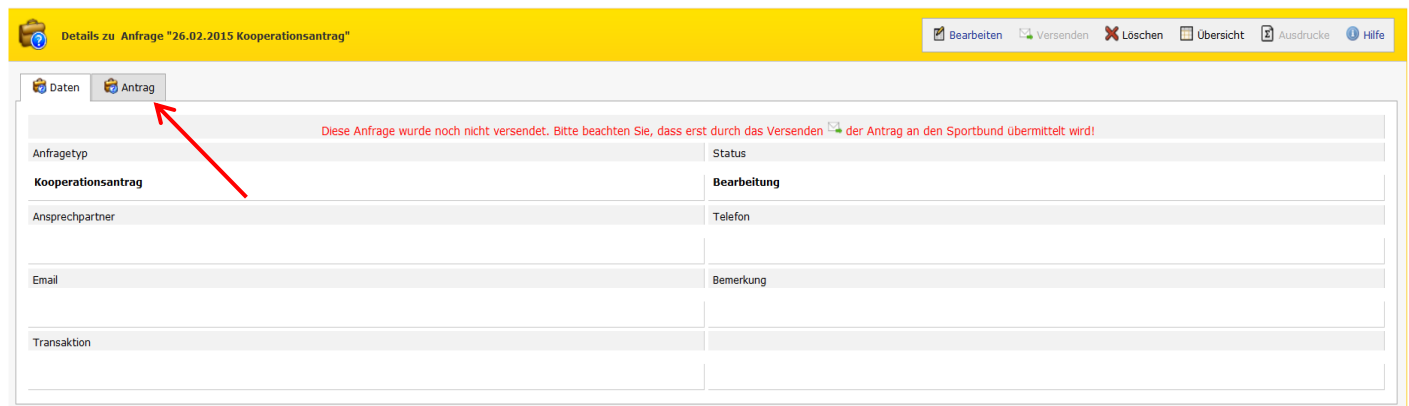 Details zu Anfrage "26.02.2015 Kooperationsantrag"
Bearbeiten Versenden Löschen Übersicht Ausdrucke Hilfe
Daten Antrag
Diese Anfrage wurde noch nicht versendet. Bitte beachten Sie, dass erst durch das Versenden der Antrag an den Sportbund übermittelt wird!
Anfragetyp Status
Kooperationsantrag Bearbeitung
Ansprechpartner Telefon
Email Bemerkung
Transaktion